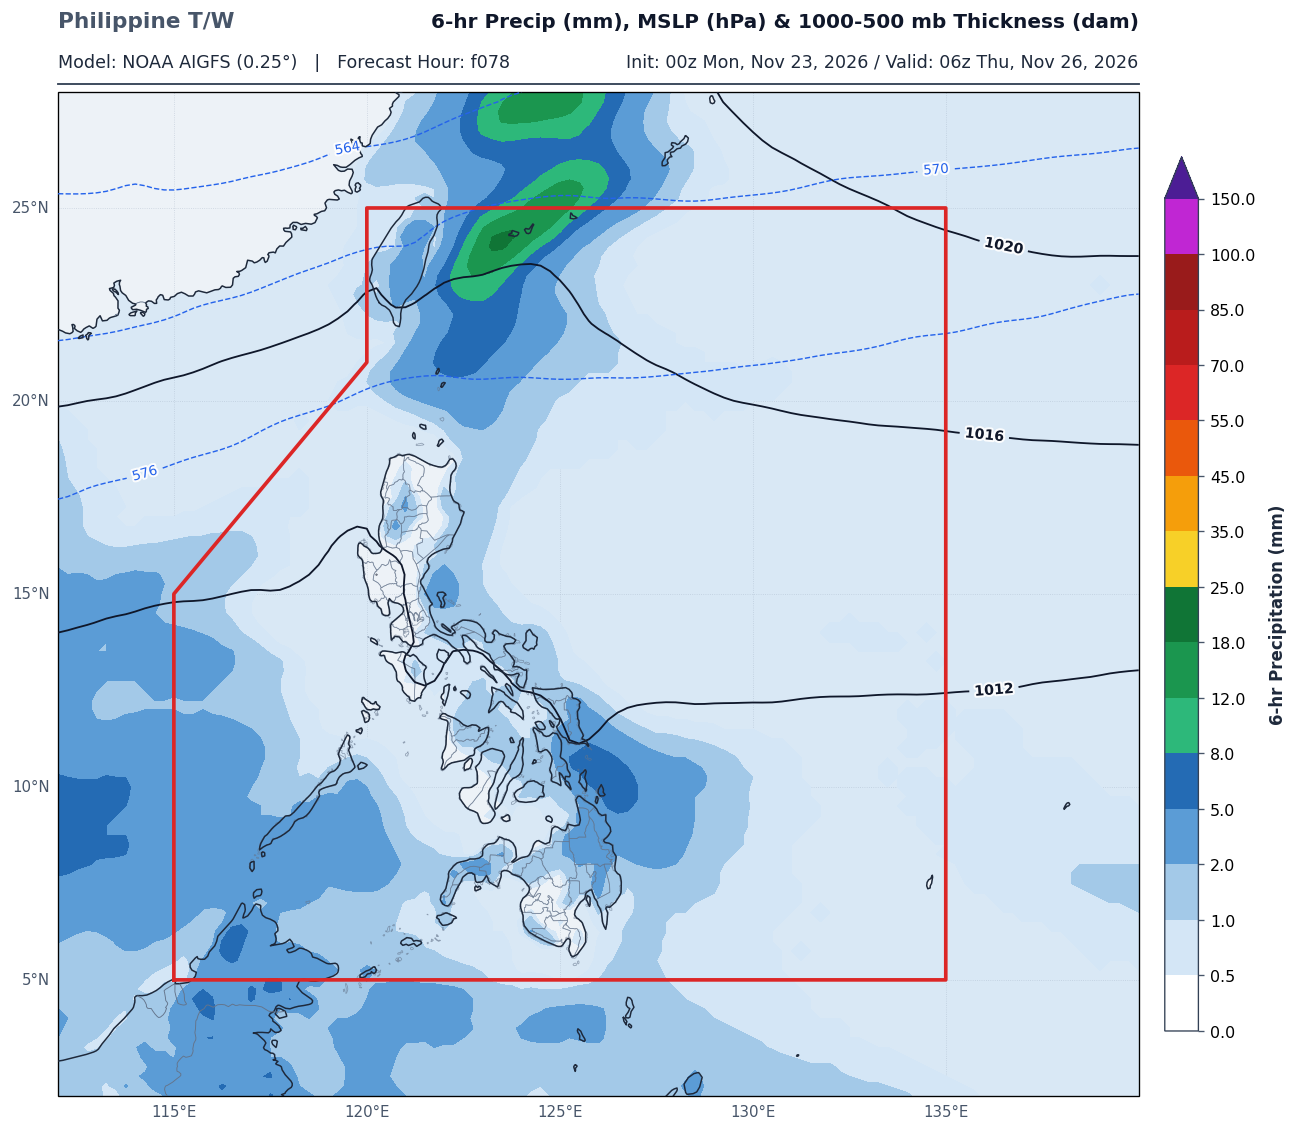 Philippine T/W
6-hr Precip (mm), MSLP (hPa) & 1000-500 mb Thickness (dam)
Model: NOAA AIGFS (0.25°) | Forecast Hour: f078
Init: 00z Mon, Nov 23, 2026 / Valid: 06z Thu, Nov 26, 2026
564
570
1020
1016
576
1012
25°N
20°N
15°N
10°N
5°N
115°E
120°E
125°E
130°E
135°E
150.0
100.0
85.0
70.0
55.0
45.0
35.0
25.0
18.0
12.0
8.0
5.0
2.0
1.0
0.5
0.0
6-hr Precipitation (mm)